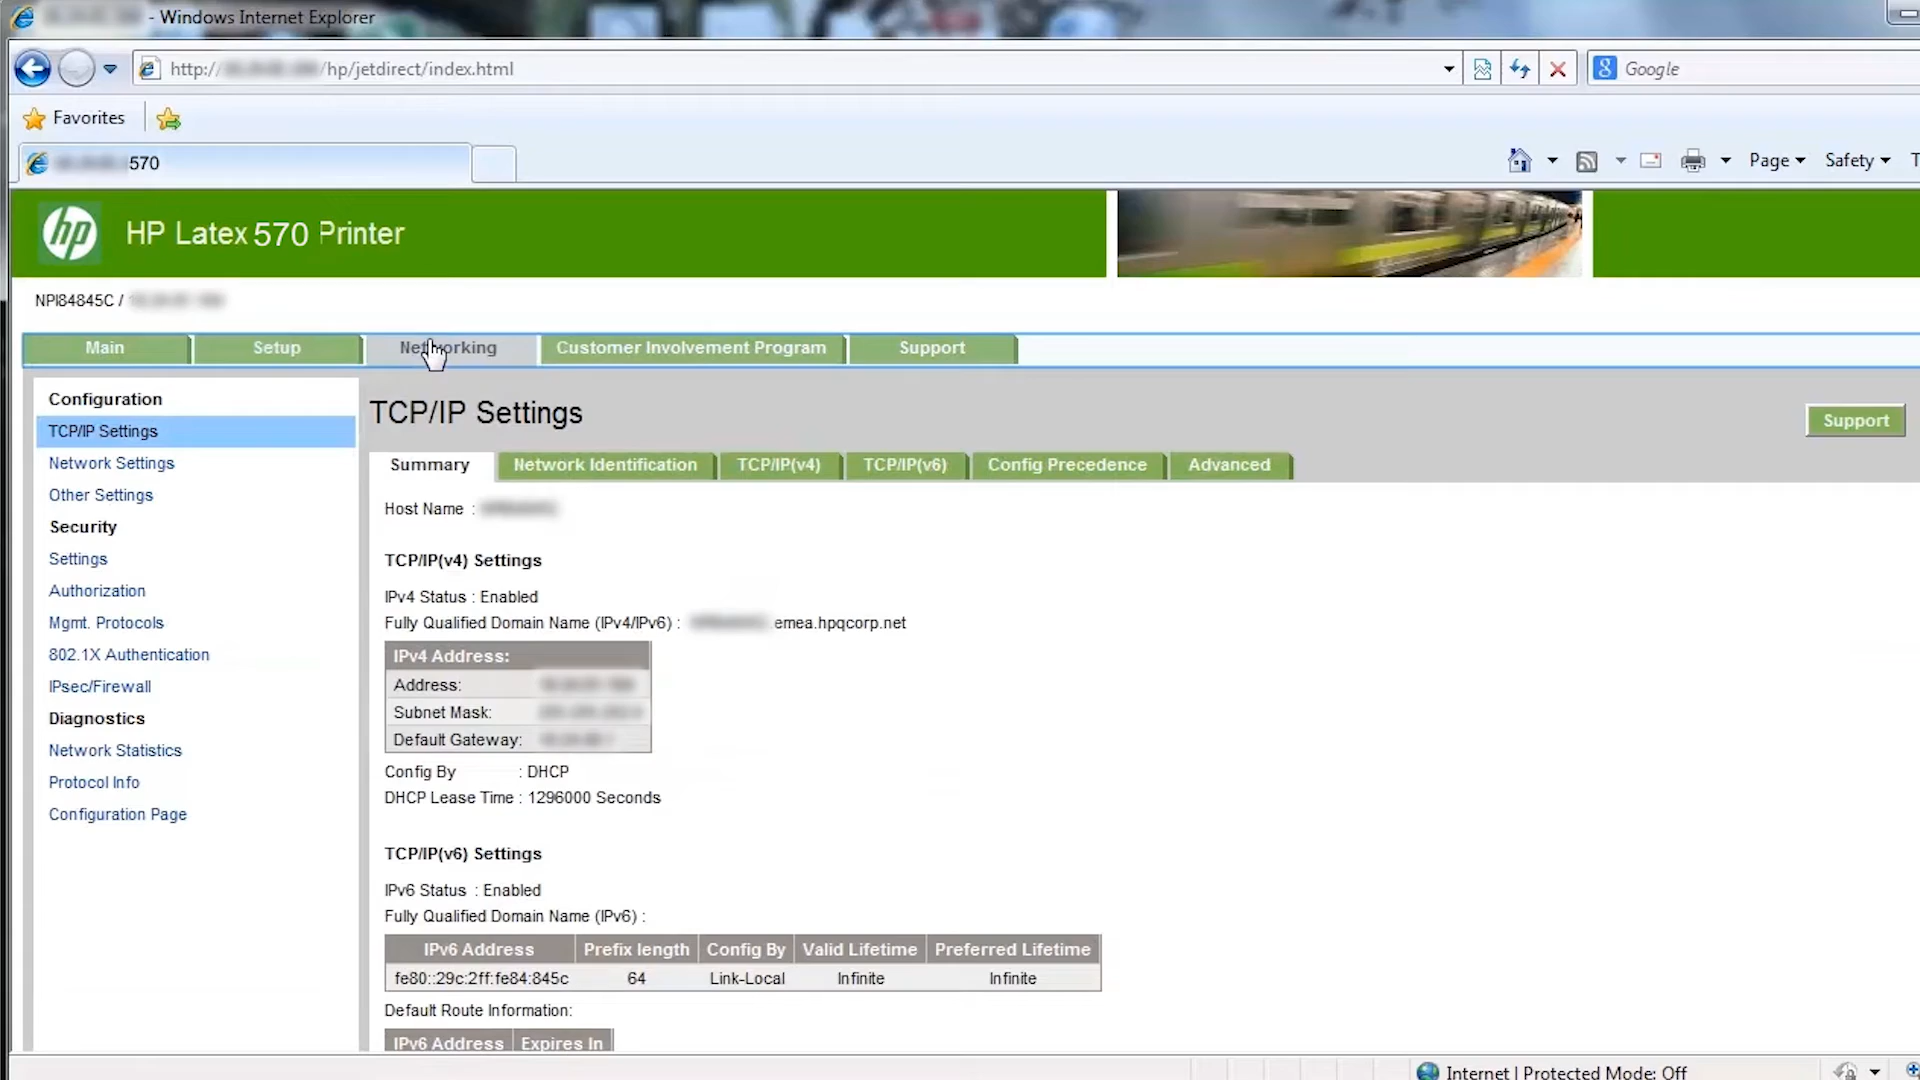 - Windows Internet Explorer
http:// /hp/jetdirect/index.html
Google
Favorites
570
Page
Safety
T
hp
HP Latex 570 Printer
NPI84845C /
Main
Setup
Networking
Customer Involvement Program
Support
Configuration
TCP/IP Settings
Network Settings
Other Settings
Security
Settings
Authorization
Mgmt. Protocols
802.1X Authentication
IPsec/Firewall
Diagnostics
Network Statistics
Protocol Info
Configuration Page
TCP/IP Settings
Support
Summary
Network Identification
TCP/IP(v4)
TCP/IP(v6)
Config Precedence
Advanced
Host Name :
TCP/IP(v4) Settings
IPv4 Status : Enabled
Fully Qualified Domain Name (IPv4/IPv6) : emea.hpqcorp.net
IPv4 Address:
Address:
Subnet Mask:
Default Gateway:
Config By : DHCP
DHCP Lease Time : 1296000 Seconds
TCP/IP(v6) Settings
IPv6 Status : Enabled
Fully Qualified Domain Name (IPv6) :
IPv6 Address Prefix length Config By Valid Lifetime Preferred Lifetime
fe80::29c:2ff:fe84:845c 64 Link-Local Infinite Infinite
Default Route Information:
IPv6 Address Expires In
Internet | Protected Mode: Off